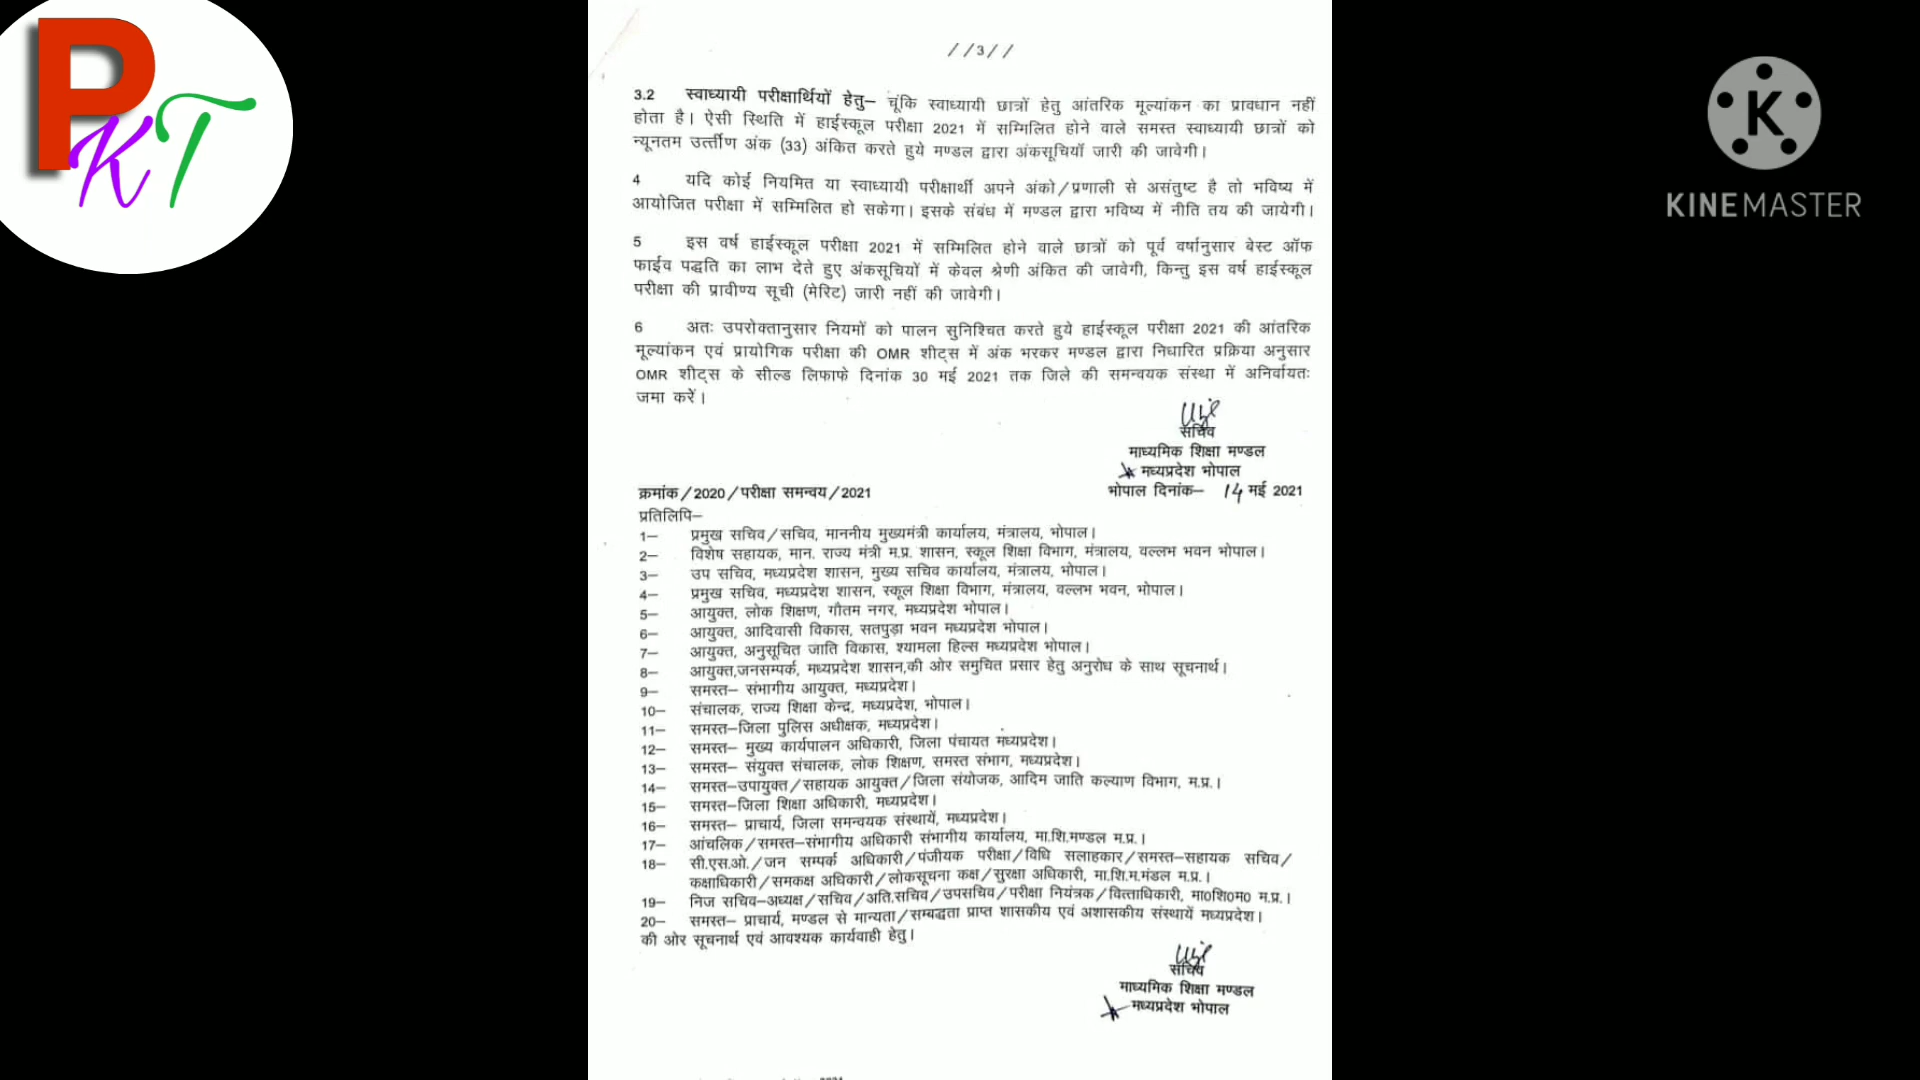 PKT
KINEMASTER
//3//
3.2 स्वाध्यायी परीक्षार्थियों हेतु– चूंकि स्वाध्यायी छात्रों हेतु आंतरिक मूल्यांकन का प्रावधान नहीं
होता है। ऐसी स्थिति में हाईस्कूल परीक्षा 2021 में सम्मिलित होने वाले समस्त स्वाध्यायी छात्रों को
न्यूनतम उर्त्तीण अंक (33) अंकित करते हुये मण्डल द्वारा अंकसूचियॉं जारी की जावेगी।
4 यदि कोई नियमित या स्वाध्यायी परीक्षार्थी अपने अंको/प्रणाली से असंतुष्ट है तो भविष्य में
आयोजित परीक्षा में सम्मिलित हो सकेगा। इसके संबंध में मण्डल द्वारा भविष्य में नीति तय की जायेगी।
5 इस वर्ष हाईस्कूल परीक्षा 2021 में सम्मिलित होने वाले छात्रों को पूर्व वर्षानुसार बेस्ट ऑफ
फाईव पद्धति का लाभ देते हुए अंकसूचियों में केवल श्रेणी अंकित की जावेगी, किन्तु इस वर्ष हाईस्कूल
परीक्षा की प्रावीण्य सूची (मेरिट) जारी नहीं की जावेगी।
6 अतः उपरोक्तानुसार नियमों को पालन सुनिश्चित करते हुये हाईस्कूल परीक्षा 2021 की आंतरिक
मूल्यांकन एवं प्रायोगिक परीक्षा की OMR शीट्स में अंक भरकर मण्डल द्वारा निधारित प्रक्रिया अनुसार
OMR शीट्स के सील्ड लिफाफे दिनांक 30 मई 2021 तक जिले की समन्वयक संस्था में अनिर्वायतः
जमा करें।
सचिव
माध्यमिक शिक्षा मण्डल
मध्यप्रदेश भोपाल
क्रमांक/2020/परीक्षा समन्वय/2021 भोपाल दिनांक– 14 मई 2021
प्रतिलिपि–
1– प्रमुख सचिव/सचिव, माननीय मुख्यमंत्री कार्यालय, मंत्रालय, भोपाल।
2– विशेष सहायक, मान. राज्य मंत्री म.प्र. शासन, स्कूल शिक्षा विभाग, मंत्रालय, वल्लभ भवन भोपाल।
3– उप सचिव, मध्यप्रदेश शासन, मुख्य सचिव कार्यालय, मंत्रालय, भोपाल।
4– प्रमुख सचिव, मध्यप्रदेश शासन, स्कूल शिक्षा विभाग, मंत्रालय, वल्लभ भवन, भोपाल।
5– आयुक्त, लोक शिक्षण, गौतम नगर, मध्यप्रदेश भोपाल।
6– आयुक्त, आदिवासी विकास, सतपुड़ा भवन मध्यप्रदेश भोपाल।
7– आयुक्त, अनुसूचित जाति विकास, श्यामला हिल्स मध्यप्रदेश भोपाल।
8– आयुक्त,जनसम्पर्क, मध्यप्रदेश शासन,की ओर समुचित प्रसार हेतु अनुरोध के साथ सूचनार्थ।
9– समस्त– संभागीय आयुक्त, मध्यप्रदेश।
10– संचालक, राज्य शिक्षा केन्द्र, मध्यप्रदेश, भोपाल।
11– समस्त–जिला पुलिस अधीक्षक, मध्यप्रदेश।
12– समस्त– मुख्य कार्यपालन अधिकारी, जिला पंचायत मध्यप्रदेश।
13– समस्त– संयुक्त संचालक, लोक शिक्षण, समस्त संभाग, मध्यप्रदेश।
14– समस्त–उपायुक्त/सहायक आयुक्त/जिला संयोजक, आदिम जाति कल्याण विभाग, म.प्र.।
15– समस्त–जिला शिक्षा अधिकारी, मध्यप्रदेश।
16– समस्त– प्राचार्य, जिला समन्वयक संस्थायें, मध्यप्रदेश।
17– आंचलिक/समस्त–संभागीय अधिकारी संभागीय कार्यालय, मा.शि.मण्डल म.प्र.।
18– सी.एस.ओ./जन सम्पर्क अधिकारी/पंजीयक परीक्षा/विधि सलाहकार/समस्त–सहायक सचिव/
कक्षाधिकारी/समकक्ष अधिकारी/लोकसूचना कक्ष/सुरक्षा अधिकारी, मा.शि.म.मंडल म.प्र.।
19– निज सचिव–अध्यक्ष/सचिव/अति.सचिव/उपसचिव/परीक्षा नियंत्रक/वित्ताधिकारी, मा0शि0म0 म.प्र.।
20– समस्त– प्राचार्य, मण्डल से मान्यता/सम्बद्धता प्राप्त शासकीय एवं अशासकीय संस्थायें मध्यप्रदेश।
की ओर सूचनार्थ एवं आवश्यक कार्यवाही हेतु।
सचिव
माध्यमिक शिक्षा मण्डल
मध्यप्रदेश भोपाल